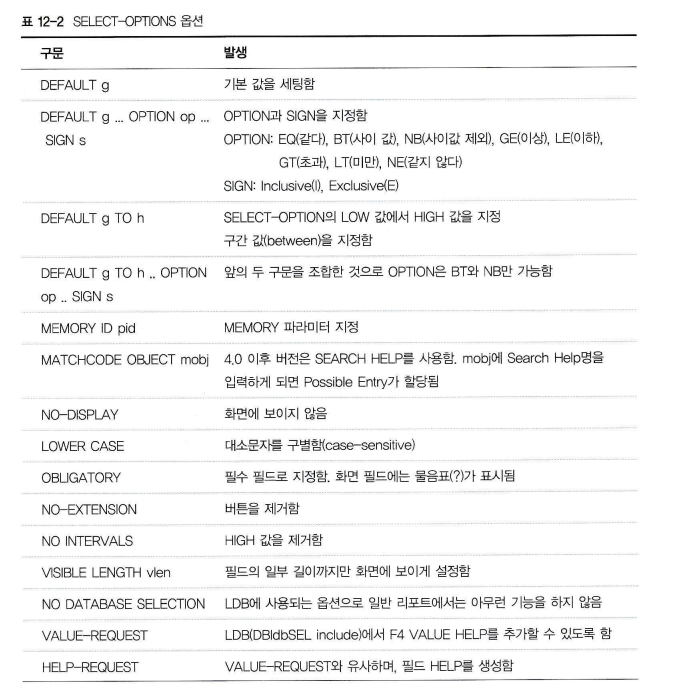 표 12-2 SELECT-OPTIONS 옵션
구문 발생
DEFAULT g 기본 값을 세팅함
DEFAULT g ... OPTION op ... OPTION과 SIGN을 지정함
SIGN s OPTION: EQ(같다), BT(사이 값), NB(사이값 제외), GE(이상), LE(이하),
GT(초과), LT(미만), NE(같지 않다)
SIGN: Inclusive(I), Exclusive(E)
DEFAULT g TO h SELECT-OPTION의 LOW 값에서 HIGH 값을 지정
구간 값(between)을 지정함
DEFAULT g TO h .. OPTION 앞의 두 구문을 조합한 것으로 OPTION은 BT와 NB만 가능함
op .. SIGN s
MEMORY ID pid MEMORY 파라미터 지정
MATCHCODE OBJECT mobj 4.0 이후 버전은 SEARCH HELP를 사용함. mobj에 Search Help명을
입력하게 되면 Possible Entry가 할당됨
NO-DISPLAY 화면에 보이지 않음
LOWER CASE 대소문자를 구별함(case-sensitive)
OBLIGATORY 필수 필드로 지정함. 화면 필드에는 물음표(?)가 표시됨
NO-EXTENSION 버튼을 제거함
NO INTERVALS HIGH 값을 제거함
VISIBLE LENGTH vlen 필드의 일부 길이까지만 화면에 보이게 설정함
NO DATABASE SELECTION LDB에 사용되는 옵션으로 일반 리포트에서는 아무런 기능을 하지 않음
VALUE-REQUEST LDB(DBldbSEL include)에서 F4 VALUE HELP를 추가할 수 있도록 함
HELP-REQUEST VALUE-REQUEST와 유사하며, 필드 HELP를 생성함